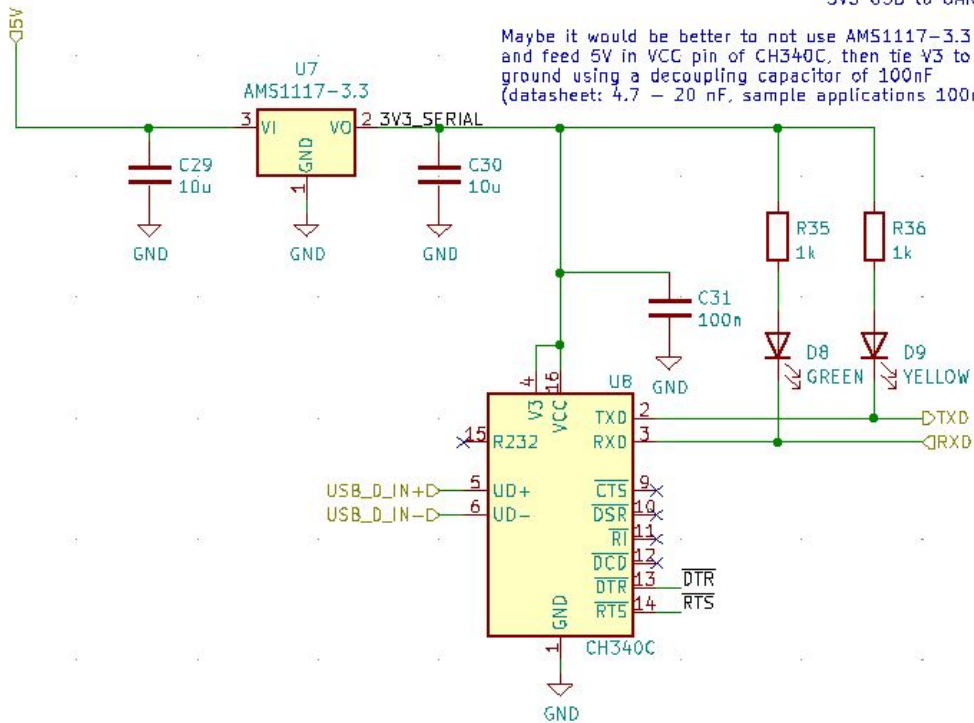 5V
Maybe it would be better to not use AMS1117-3.3
and feed 5V in VCC pin of CH340C, then tie V3 to
ground using a decoupling capacitor of 100nF
(datasheet: 4.7 - 20 nF, sample applications
U7
AMS1117-3.3
3 VI VO 2 3V3_SERIAL
GND
1
C29
10u
C30
10u
GND
GND
GND
R35
1k
R36
1k
C31
100n
GND
D8
GREEN
D9
YELLOW
4 16
U8
V3 VCC
TXD 2 TXD
RXD 3 RXD
15 R232
USB_D_IN+ 5 UD+
USB_D_IN- 6 UD-
CTS 9
DSR 10
RI 11
DCD 12
DTR 13 DTR
RTS 14 RTS
GND
1
CH340C
GND